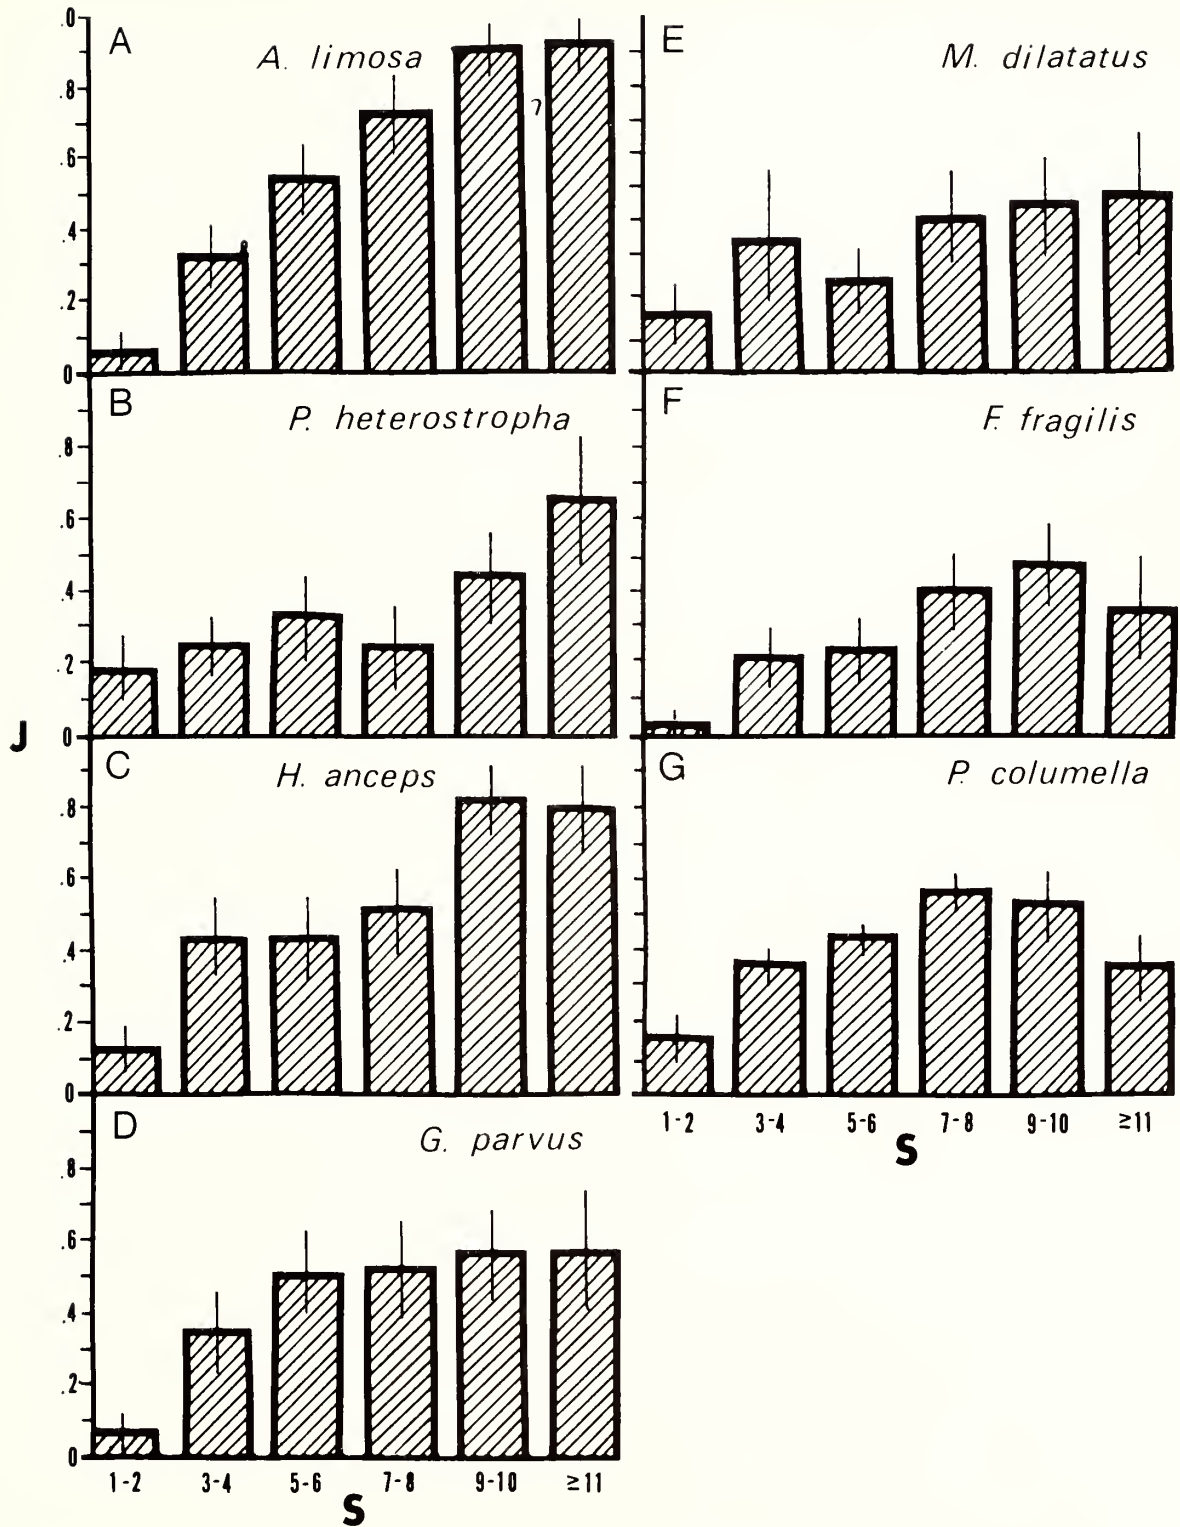 A
A. limosa
.0
.8
.6
.4
.2
0
B
P. heterostropha
.8
.6
.4
.2
0
J
C
H. anceps
.8
.6
.4
.2
0
D
G. parvus
.8
.6
.4
.2
0
1-2 3-4 5-6 7-8 9-10 ≥11
S
E
M. dilatatus
F
F. fragilis
G
P. columella
1-2 3-4 5-6 7-8 9-10 ≥11
S